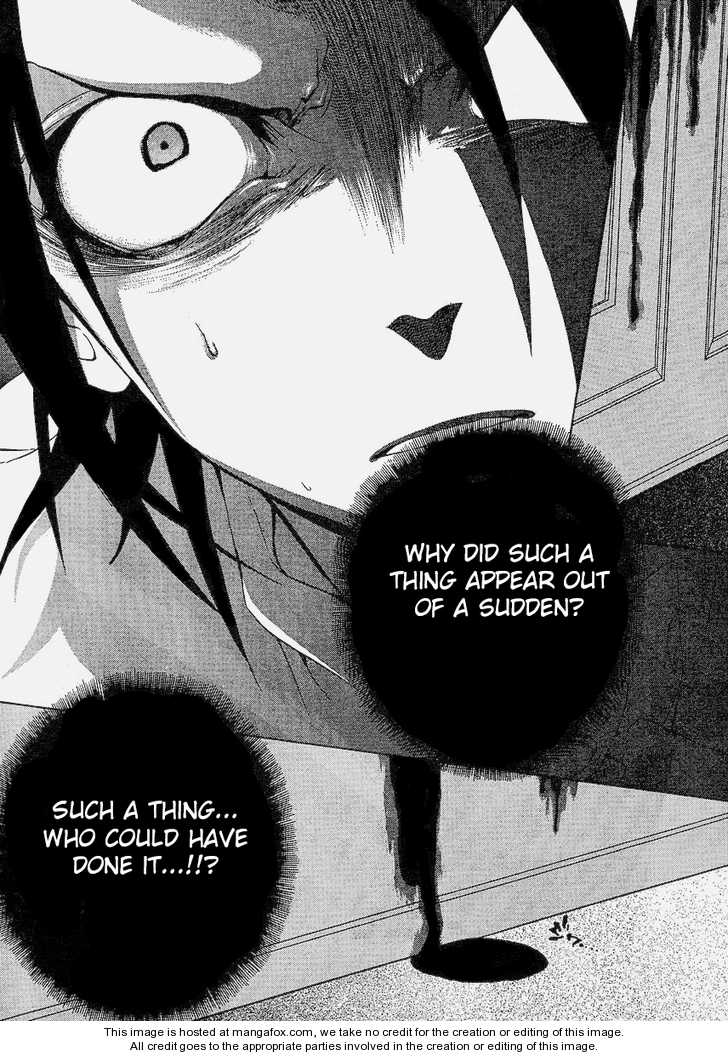 WHY DID SUCH A
THING APPEAR OUT
OF A SUDDEN?
SUCH A THING...
WHO COULD HAVE
DONE IT...!!?
This image is hosted at mangafox.com, we take no credit for the creation or editing of this image.
All credit goes to the appropriate parties involved in the creation or editing of this image.